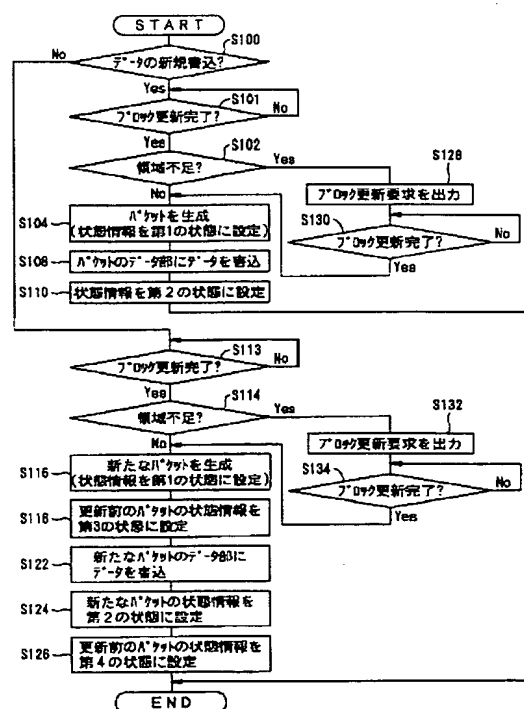 START
S100
No
データの新規書込?
Yes
S101
ブロック更新完了?
No
Yes
S102
領域不足?
Yes
No
S128
ブロック更新要求を出力
S104
パケットを生成
(状態情報を第1の状態に設定)
S130
ブロック更新完了?
No
Yes
S108
パケットのデータ部にデータを書込
S110
状態情報を第2の状態に設定
S113
ブロック更新完了?
No
Yes
S114
領域不足?
Yes
No
S132
ブロック更新要求を出力
S116
新たなパケットを生成
(状態情報を第1の状態に設定)
S134
ブロック更新完了?
No
Yes
S118
更新前のパケットの状態情報を
第3の状態に設定
S122
新たなパケットのデータ部に
データを書込
S124
新たなパケットの状態情報を
第2の状態に設定
S126
更新前のパケットの状態情報を
第4の状態に設定
END